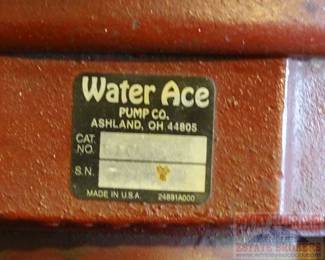 Water Ace
PUMP CO.
ASHLAND, OH 44805
CAT.
NO.
S.N.
MADE IN U.S.A. 24891A000